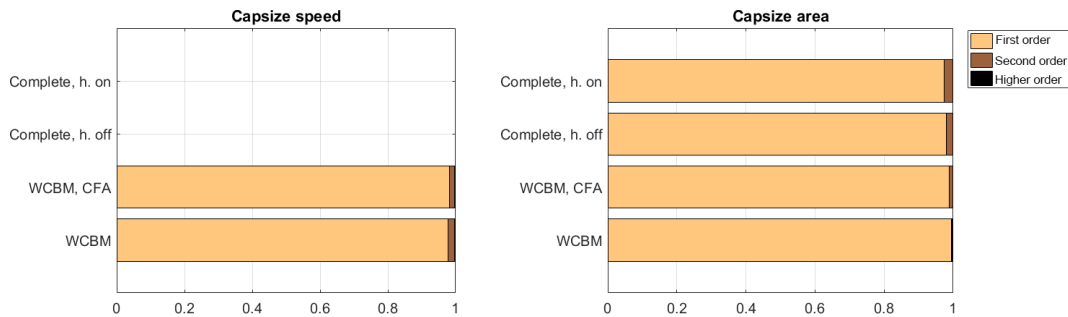 Capsize speed
Complete, h. on
Complete, h. off
WCBM, CFA
WCBM
0 0.2 0.4 0.6 0.8 1
Capsize area
Complete, h. on
Complete, h. off
WCBM, CFA
WCBM
0 0.2 0.4 0.6 0.8 1
First order
Second order
Higher order